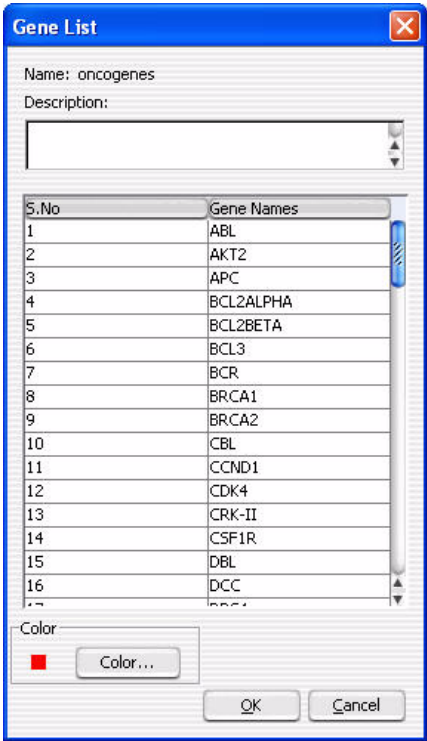 Gene List
Name: oncogenes
Description:
S.No Gene Names
1 ABL
2 AKT2
3 APC
4 BCL2ALPHA
5 BCL2BETA
6 BCL3
7 BCR
8 BRCA1
9 BRCA2
10 CBL
11 CCND1
12 CDK4
13 CRK-II
14 CSF1R
15 DBL
16 DCC
Color
Color...
OK Cancel